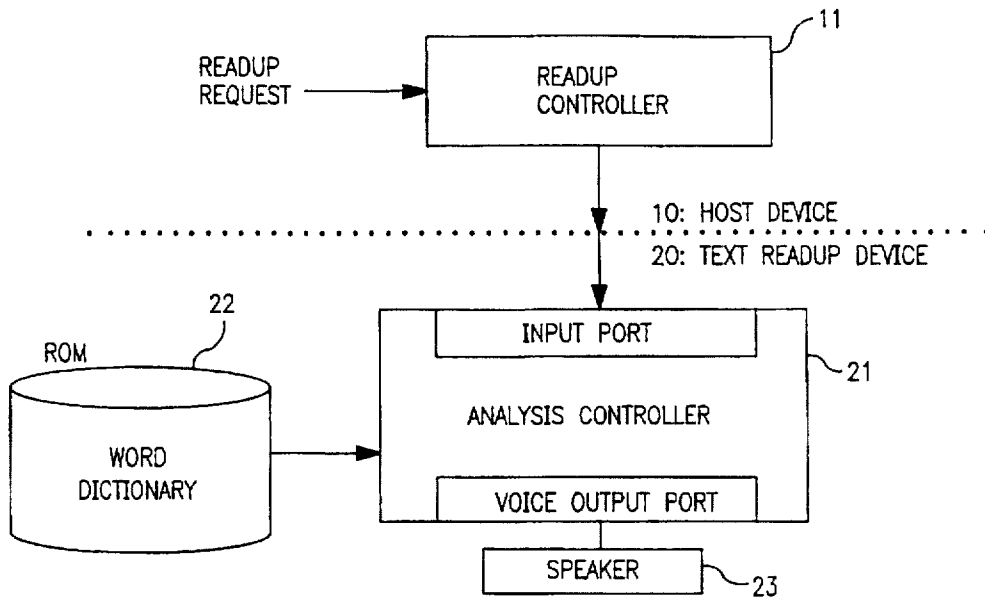 11
READUP
REQUEST
READUP
CONTROLLER
10: HOST DEVICE
20: TEXT READUP DEVICE
22
ROM
INPUT PORT
21
ANALYSIS CONTROLLER
WORD
DICTIONARY
VOICE OUTPUT PORT
SPEAKER
23